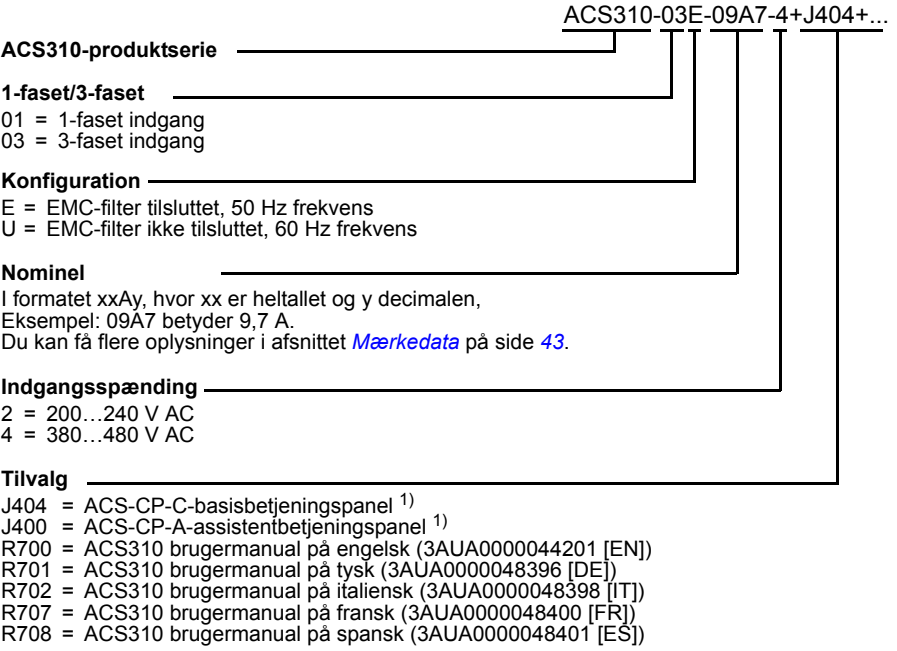 ACS310-03E-09A7-4+J404+...
ACS310-produktserie
1-faset/3-faset
01 = 1-faset indgang
03 = 3-faset indgang
Konfiguration
E = EMC-filter tilsluttet, 50 Hz frekvens
U = EMC-filter ikke tilsluttet, 60 Hz frekvens
Nominel
I formatet xxAy, hvor xx er heltallet og y decimalen,
Eksempel: 09A7 betyder 9,7 A.
Du kan få flere oplysninger i afsnittet Mærkedata på side 43.
Indgangsspænding
2 = 200…240 V AC
4 = 380…480 V AC
Tilvalg
J404 = ACS-CP-C-basisbetjeningspanel 1)
J400 = ACS-CP-A-assistentbetjeningspanel 1)
R700 = ACS310 brugermanual på engelsk (3AUA0000044201 [EN])
R701 = ACS310 brugermanual på tysk (3AUA0000048396 [DE])
R702 = ACS310 brugermanual på italiensk (3AUA0000048398 [IT])
R707 = ACS310 brugermanual på fransk (3AUA0000048400 [FR])
R708 = ACS310 brugermanual på spansk (3AUA0000048401 [ES])